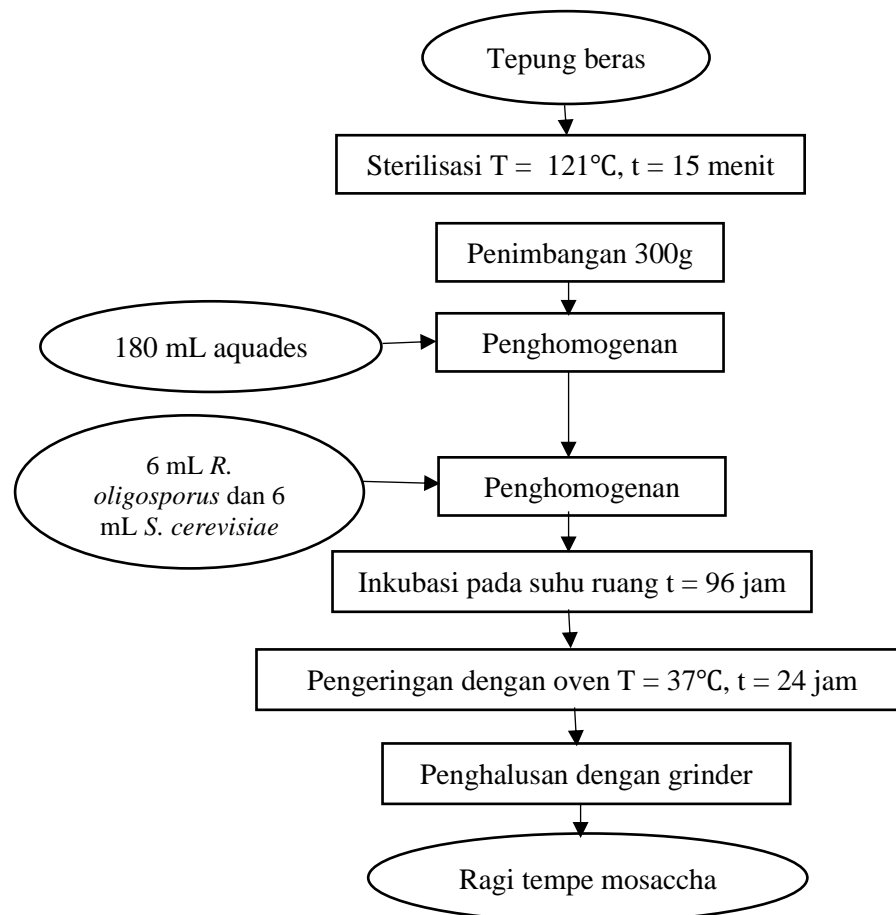 Tepung beras
Sterilisasi T = 121℃, t = 15 menit
Penimbangan 300g
180 mL aquades
Penghomogenan
6 mL R.
oligosporus dan 6
mL S. cerevisiae
Penghomogenan
Inkubasi pada suhu ruang t = 96 jam
Pengeringan dengan oven T = 37℃, t = 24 jam
Penghalusan dengan grinder
Ragi tempe mosaccha